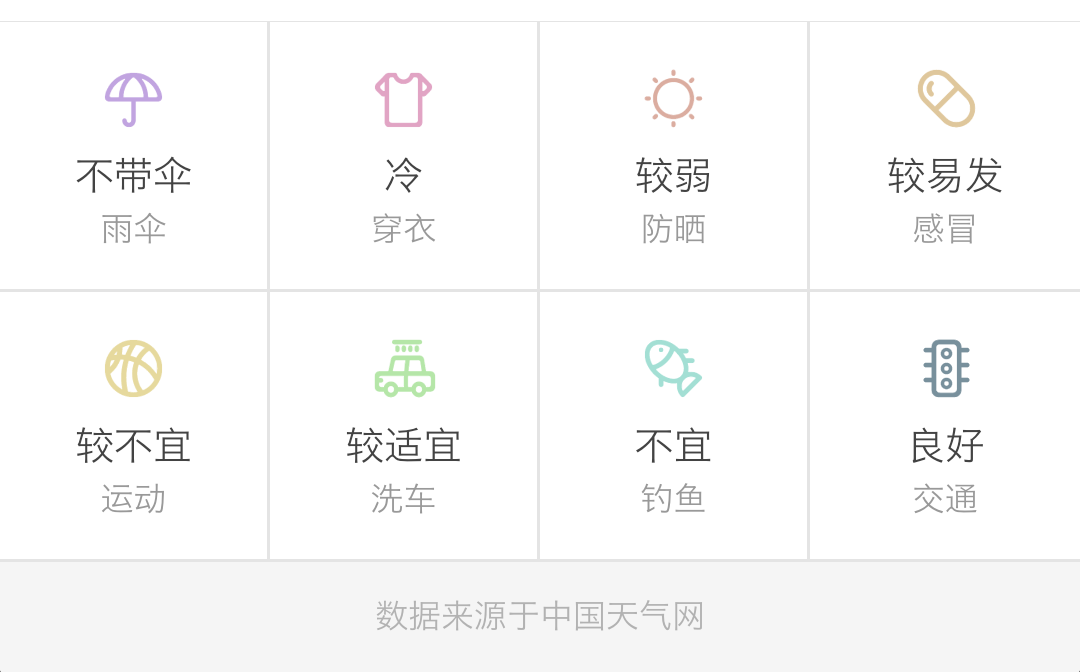 不带伞
雨伞
冷
穿衣
较弱
防晒
较易发
感冒
较不宜
运动
较适宜
洗车
不宜
钓鱼
良好
交通
数据来源于中国天气网